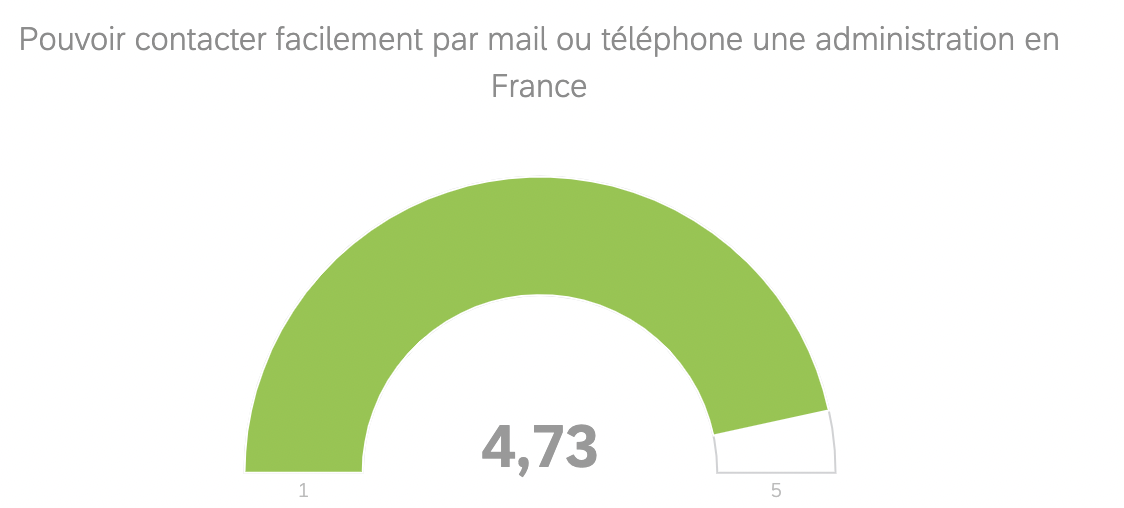 Pouvoir contacter facilement par mail ou téléphone une administration en
France
4,73
1
5